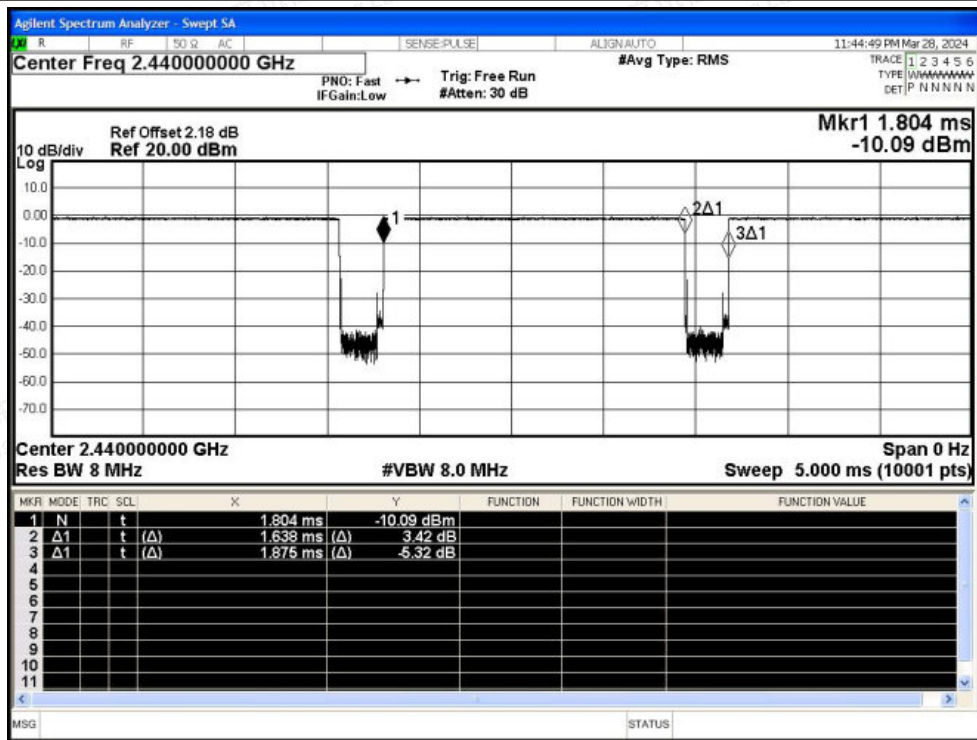 Agilent Spectrum Analyzer - Swept SA
LXI R RF 50 Ω AC SENSE:PULSE ALIGNAUTO 11:44:49 PM Mar 28, 2024
Center Freq 2.440000000 GHz
#Avg Type: RMS
TRACE 1 2 3 4 5 6
TYPE WWWWWW
DET P N N N N N
PNO: Fast
IFGain:Low
Trig: Free Run
#Atten: 30 dB
Mkr1 1.804 ms
-10.09 dBm
Ref Offset 2.18 dB
10 dB/div Ref 20.00 dBm
Log
10.0
0.00
-10.0
-20.0
-30.0
-40.0
-50.0
-60.0
-70.0
1
2Δ1
3Δ1
Center 2.440000000 GHz Span 0 Hz
Res BW 8 MHz #VBW 8.0 MHz Sweep 5.000 ms (10001 pts)
MKR MODE TRC SCL X Y FUNCTION FUNCTION WIDTH FUNCTION VALUE
1 N t 1.804 ms -10.09 dBm
2 Δ1 t (Δ) 1.638 ms (Δ) 3.42 dB
3 Δ1 t (Δ) 1.875 ms (Δ) -5.32 dB
4
5
6
7
8
9
10
11
MSG STATUS